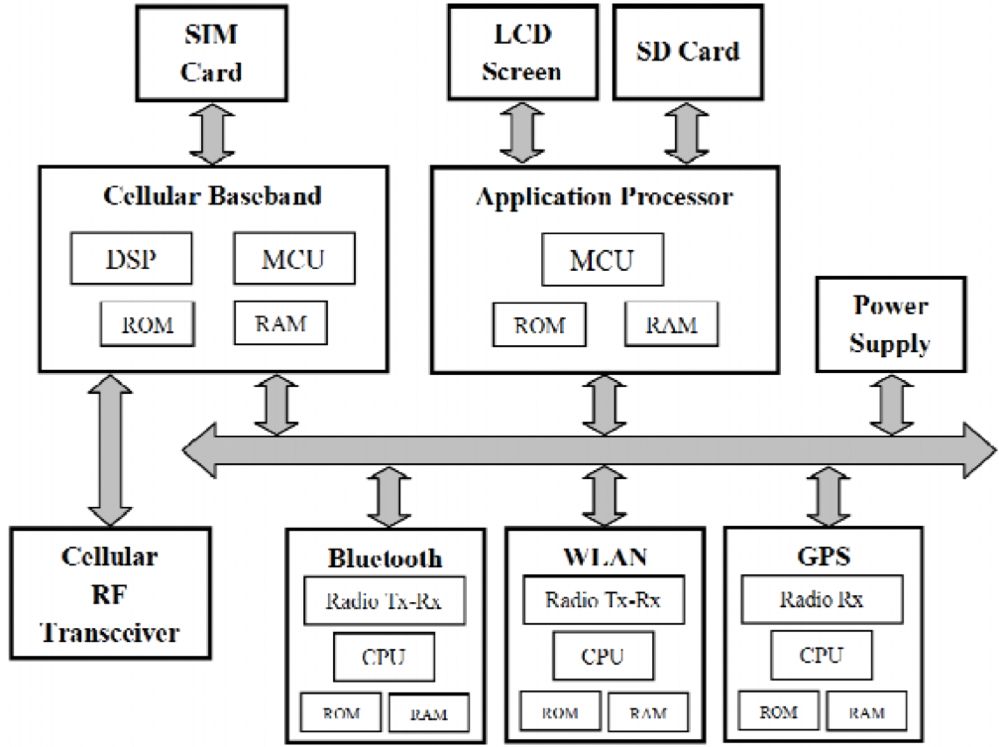 SIM
Card
LCD
Screen
SD Card
Cellular Baseband
DSP
MCU
ROM
RAM
Application Processor
MCU
ROM
RAM
Power
Supply
Cellular
RF
Transceiver
Bluetooth
Radio Tx-Rx
CPU
ROM
RAM
WLAN
Radio Tx-Rx
CPU
ROM
RAM
GPS
Radio Rx
CPU
ROM
RAM